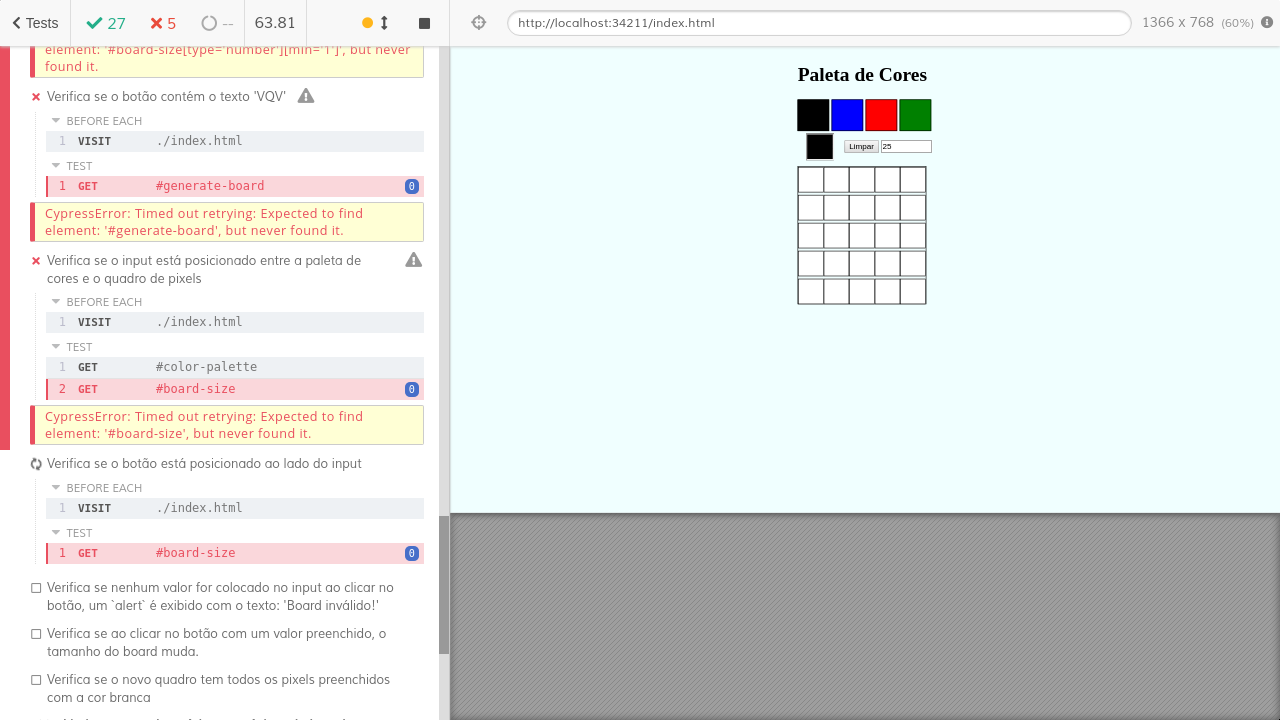 Tests
27
5
--
63.81
http://localhost:34211/index.html
1366 x 768 (60%)
element: '#board-size[type='number'][min='1']', but never
found it.
Verifica se o botão contém o texto 'VQV'
BEFORE EACH
1 VISIT ./index.html
TEST
1 GET #generate-board 0
CypressError: Timed out retrying: Expected to find
element: '#generate-board', but never found it.
Verifica se o input está posicionado entre a paleta de
cores e o quadro de pixels
BEFORE EACH
1 VISIT ./index.html
TEST
1 GET #color-palette
2 GET #board-size 0
CypressError: Timed out retrying: Expected to find
element: '#board-size', but never found it.
Verifica se o botão está posicionado ao lado do input
BEFORE EACH
1 VISIT ./index.html
TEST
1 GET #board-size 0
Verifica se nenhum valor for colocado no input ao clicar no
botão, um `alert` é exibido com o texto: 'Board inválido!'
Verifica se ao clicar no botão com um valor preenchido, o
tamanho do board muda.
Verifica se o novo quadro tem todos os pixels preenchidos
com a cor branca
Paleta de Cores
Limpar 25